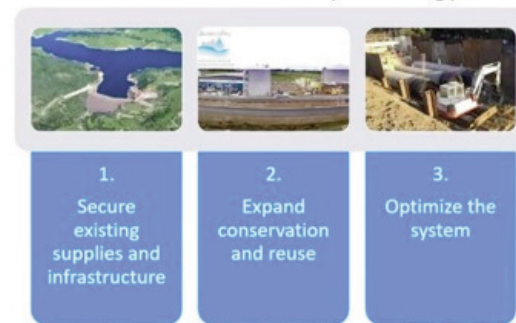 1.
Secure
existing
supplies and
infrastructure
2.
Expand
conservation
and reuse
3.
Optimize the
system